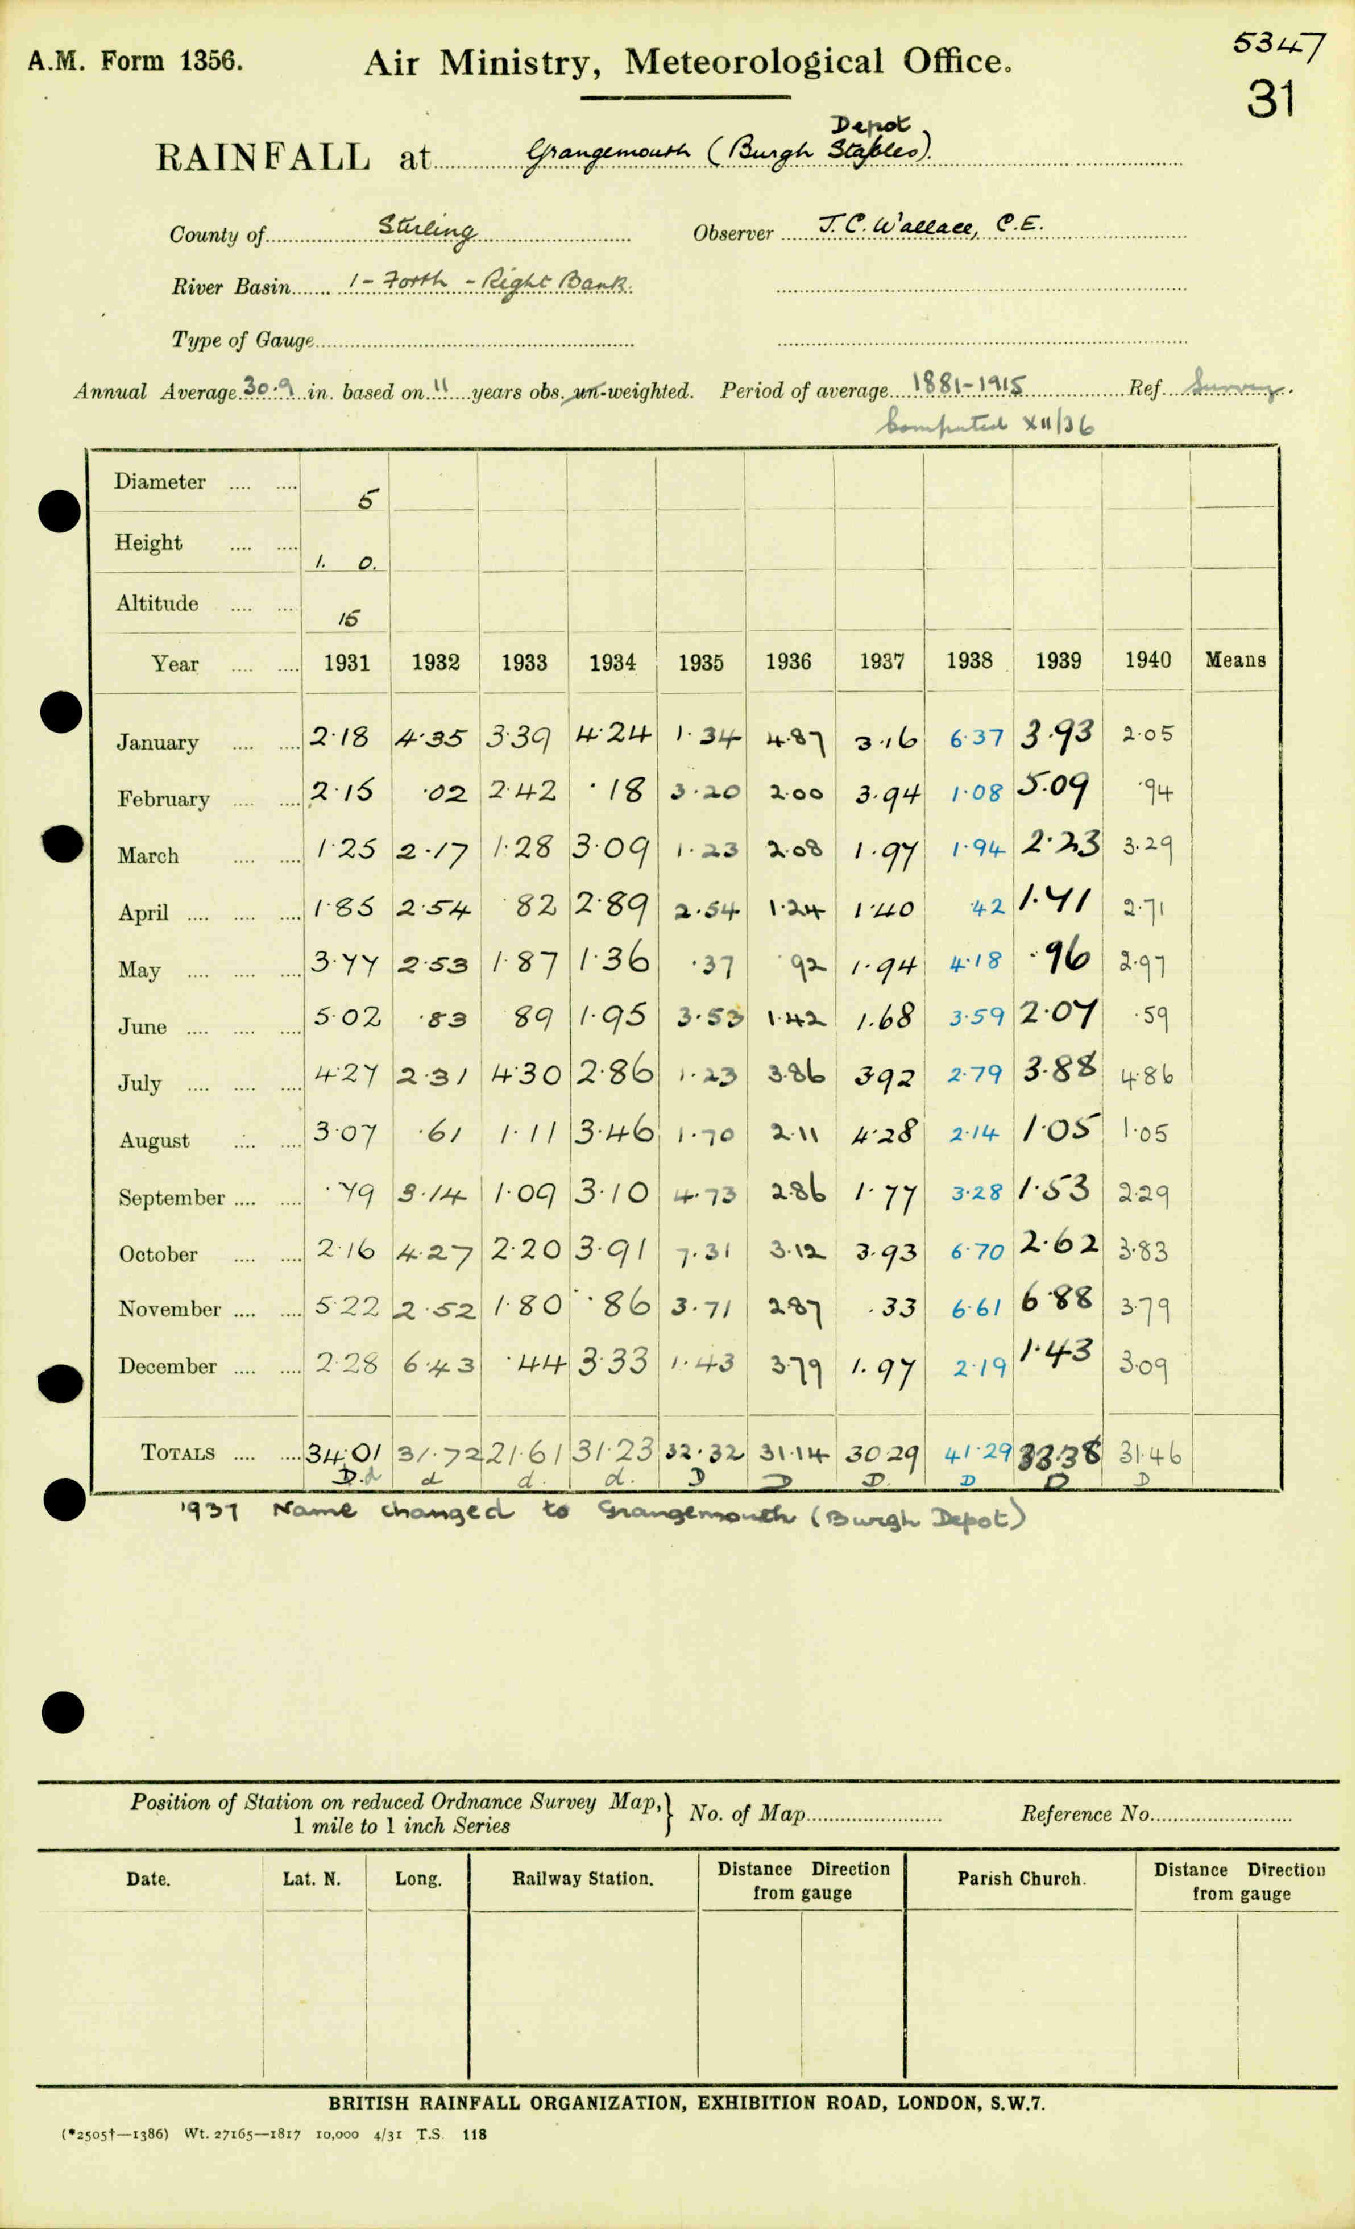 A.M. Form 1356.
Air Ministry, Meteorological Office.
5347
31
Depot
RAINFALL at Grangemouth (Burgh Stables).
County of Stirling Observer J.C. Wallace, C.E.
River Basin 1 - Forth - Right Bank.
Type of Gauge
Annual Average 30.9 in. based on 11 years obs. un-weighted. Period of average 1881-1915 Ref. Survey.
Computed XII/36
Diameter 5
Height 1. 0.
Altitude 15
Year 1931 1932 1933 1934 1935 1936 1937 1938 1939 1940 Means
January 2·18 4·35 3·39 4·24 1·34 4·87 3·16 6·37 3·93 2·05
February 2·15 ·02 2·42 ·18 3·20 2·00 3·94 1·08 5·09 ·94
March 1·25 2·17 1·28 3·09 1·23 2·08 1·97 1·94 2·23 3·29
April 1·85 2·54 82 2·89 2·54 1·24 1·40 ·42 1·71 2·71
May 3·77 2·53 1·87 1·36 ·37 ·92 1·94 4·18 ·96 2·97
June 5·02 ·83 89 1·95 3·53 1·42 1·68 3·59 2·07 ·59
July 4·27 2·31 4·30 2·86 1·23 3·86 3·92 2·79 3·88 4·86
August 3·07 ·61 1·11 3·46 1·70 2·11 4·28 2·14 1·05 1·05
September ·79 3·14 1·09 3·10 4·73 2·86 1·77 3·28 1·53 2·29
October 2·16 4·27 2·20 3·91 7·31 3·12 3·93 6·70 2·62 3·83
November 5·22 2·52 1·80 ·86 3·71 2·87 ·33 6·61 6·88 3·79
December 2·28 6·43 ·44 3·33 1·43 3·79 1·97 2·19 1·43 3·09
TOTALS 34·01 31·72 21·61 31·23 32·32 31·14 30·29 41·29 33·38 31·46
D.d d d. d. D D D. D D D
1937 Name changed to Grangemouth (Burgh Depot)
Position of Station on reduced Ordnance Survey Map,} No. of Map Reference No.
1 mile to 1 inch Series
Date. Lat. N. Long. Railway Station. Distance Direction from gauge Parish Church. Distance Direction from gauge
BRITISH RAINFALL ORGANIZATION, EXHIBITION ROAD, LONDON, S.W.7.
(*2505†—1386) Wt. 27165—1817 10,000 4/31 T.S. 118